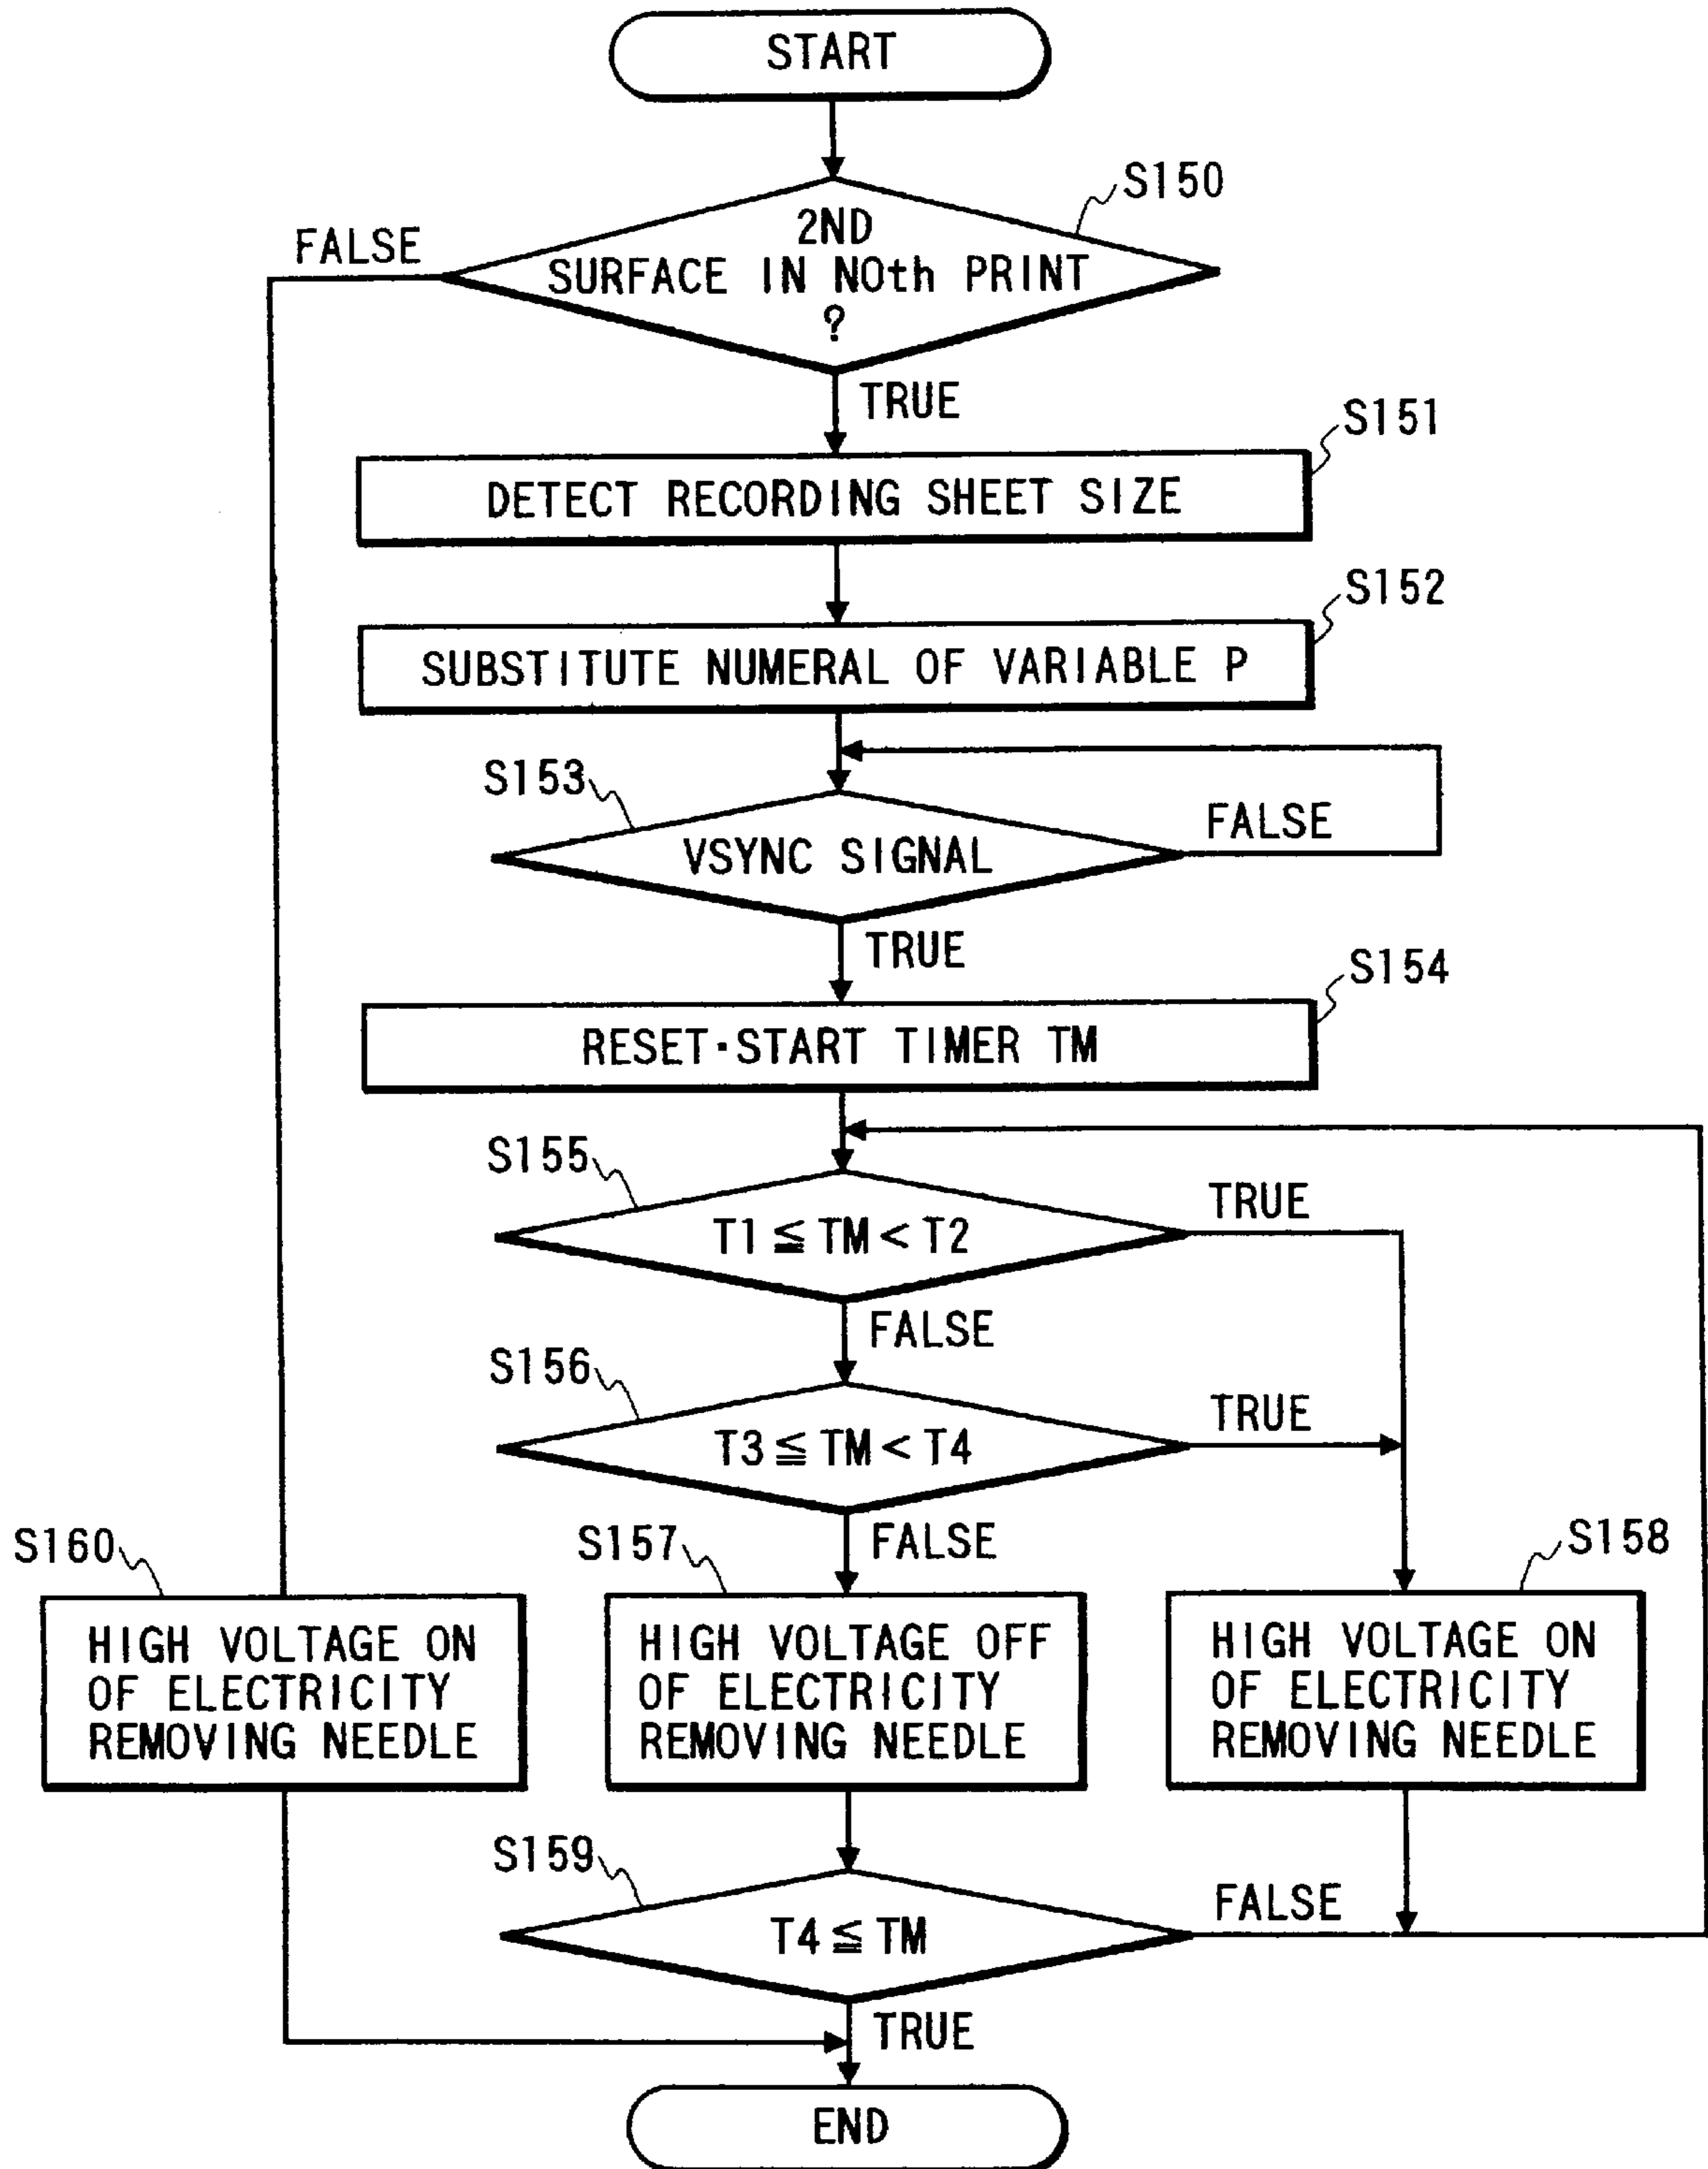 START
S150
FALSE
2ND
SURFACE IN NOth PRINT
?
TRUE
S151
DETECT RECORDING SHEET SIZE
S152
SUBSTITUTE NUMERAL OF VARIABLE P
S153
VSYNC SIGNAL
FALSE
TRUE
S154
RESET·START TIMER TM
S155
T1 ≦ TM < T2
TRUE
FALSE
S156
T3 ≦ TM < T4
TRUE
FALSE
S160
HIGH VOLTAGE ON
OF ELECTRICITY
REMOVING NEEDLE
S157
HIGH VOLTAGE OFF
OF ELECTRICITY
REMOVING NEEDLE
S158
HIGH VOLTAGE ON
OF ELECTRICITY
REMOVING NEEDLE
S159
T4 ≦ TM
FALSE
TRUE
END